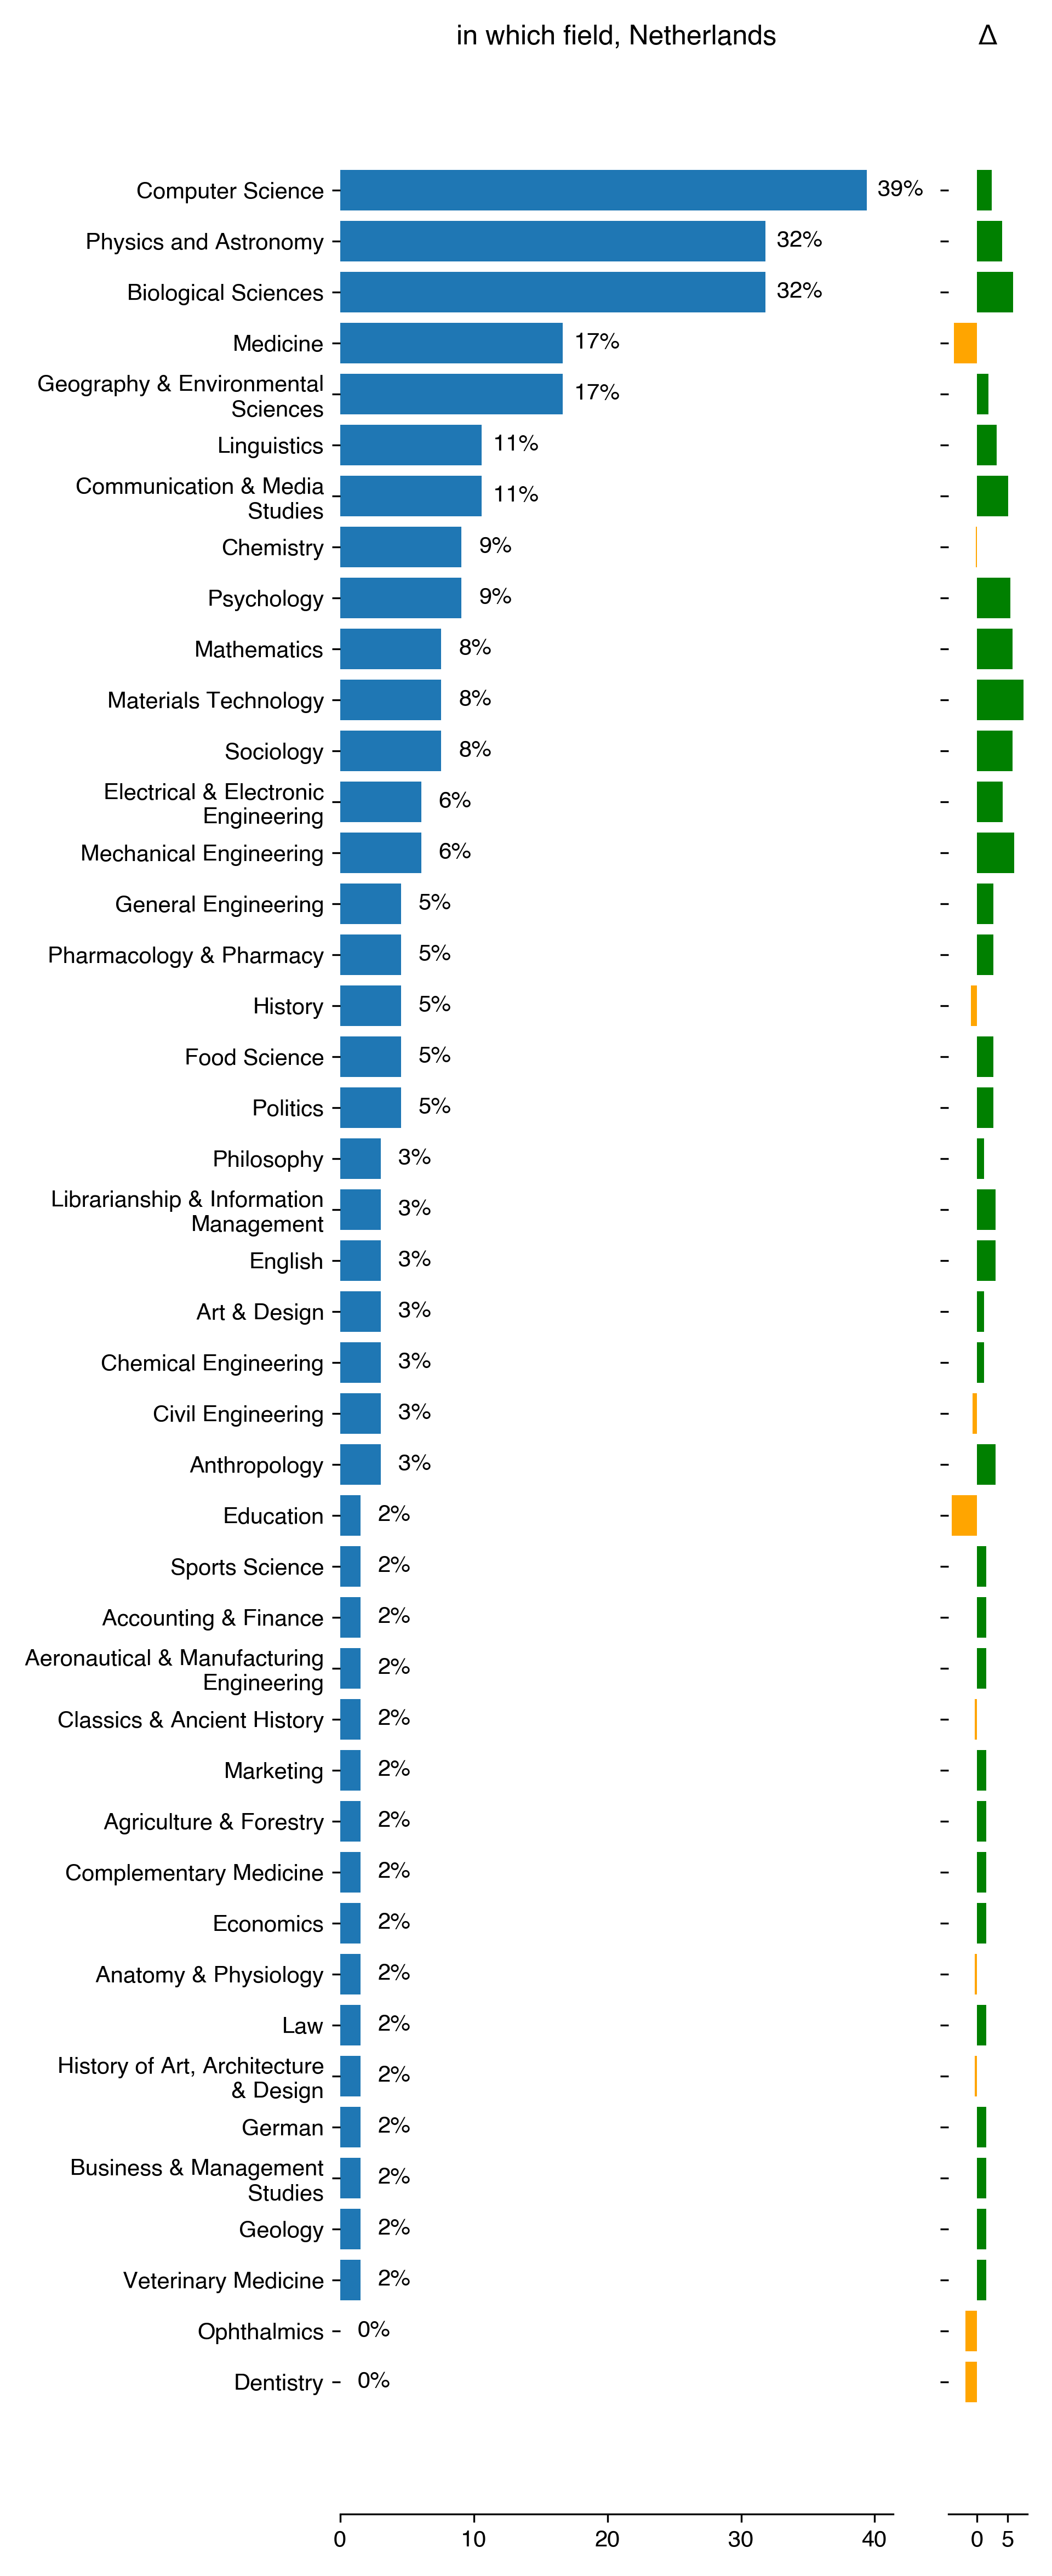 in which field, Netherlands Δ
Computer Science 39%
Physics and Astronomy 32%
Biological Sciences 32%
Medicine 17%
Geography & Environmental
Sciences 17%
Linguistics 11%
Communication & Media
Studies 11%
Chemistry 9%
Psychology 9%
Mathematics 8%
Materials Technology 8%
Sociology 8%
Electrical & Electronic
Engineering 6%
Mechanical Engineering 6%
General Engineering 5%
Pharmacology & Pharmacy 5%
History 5%
Food Science 5%
Politics 5%
Philosophy 3%
Librarianship & Information
Management 3%
English 3%
Art & Design 3%
Chemical Engineering 3%
Civil Engineering 3%
Anthropology 3%
Education 2%
Sports Science 2%
Accounting & Finance 2%
Aeronautical & Manufacturing
Engineering 2%
Classics & Ancient History 2%
Marketing 2%
Agriculture & Forestry 2%
Complementary Medicine 2%
Economics 2%
Anatomy & Physiology 2%
Law 2%
History of Art, Architecture
& Design 2%
German 2%
Business & Management
Studies 2%
Geology 2%
Veterinary Medicine 2%
Ophthalmics 0%
Dentistry 0%
0 10 20 30 40 0 5